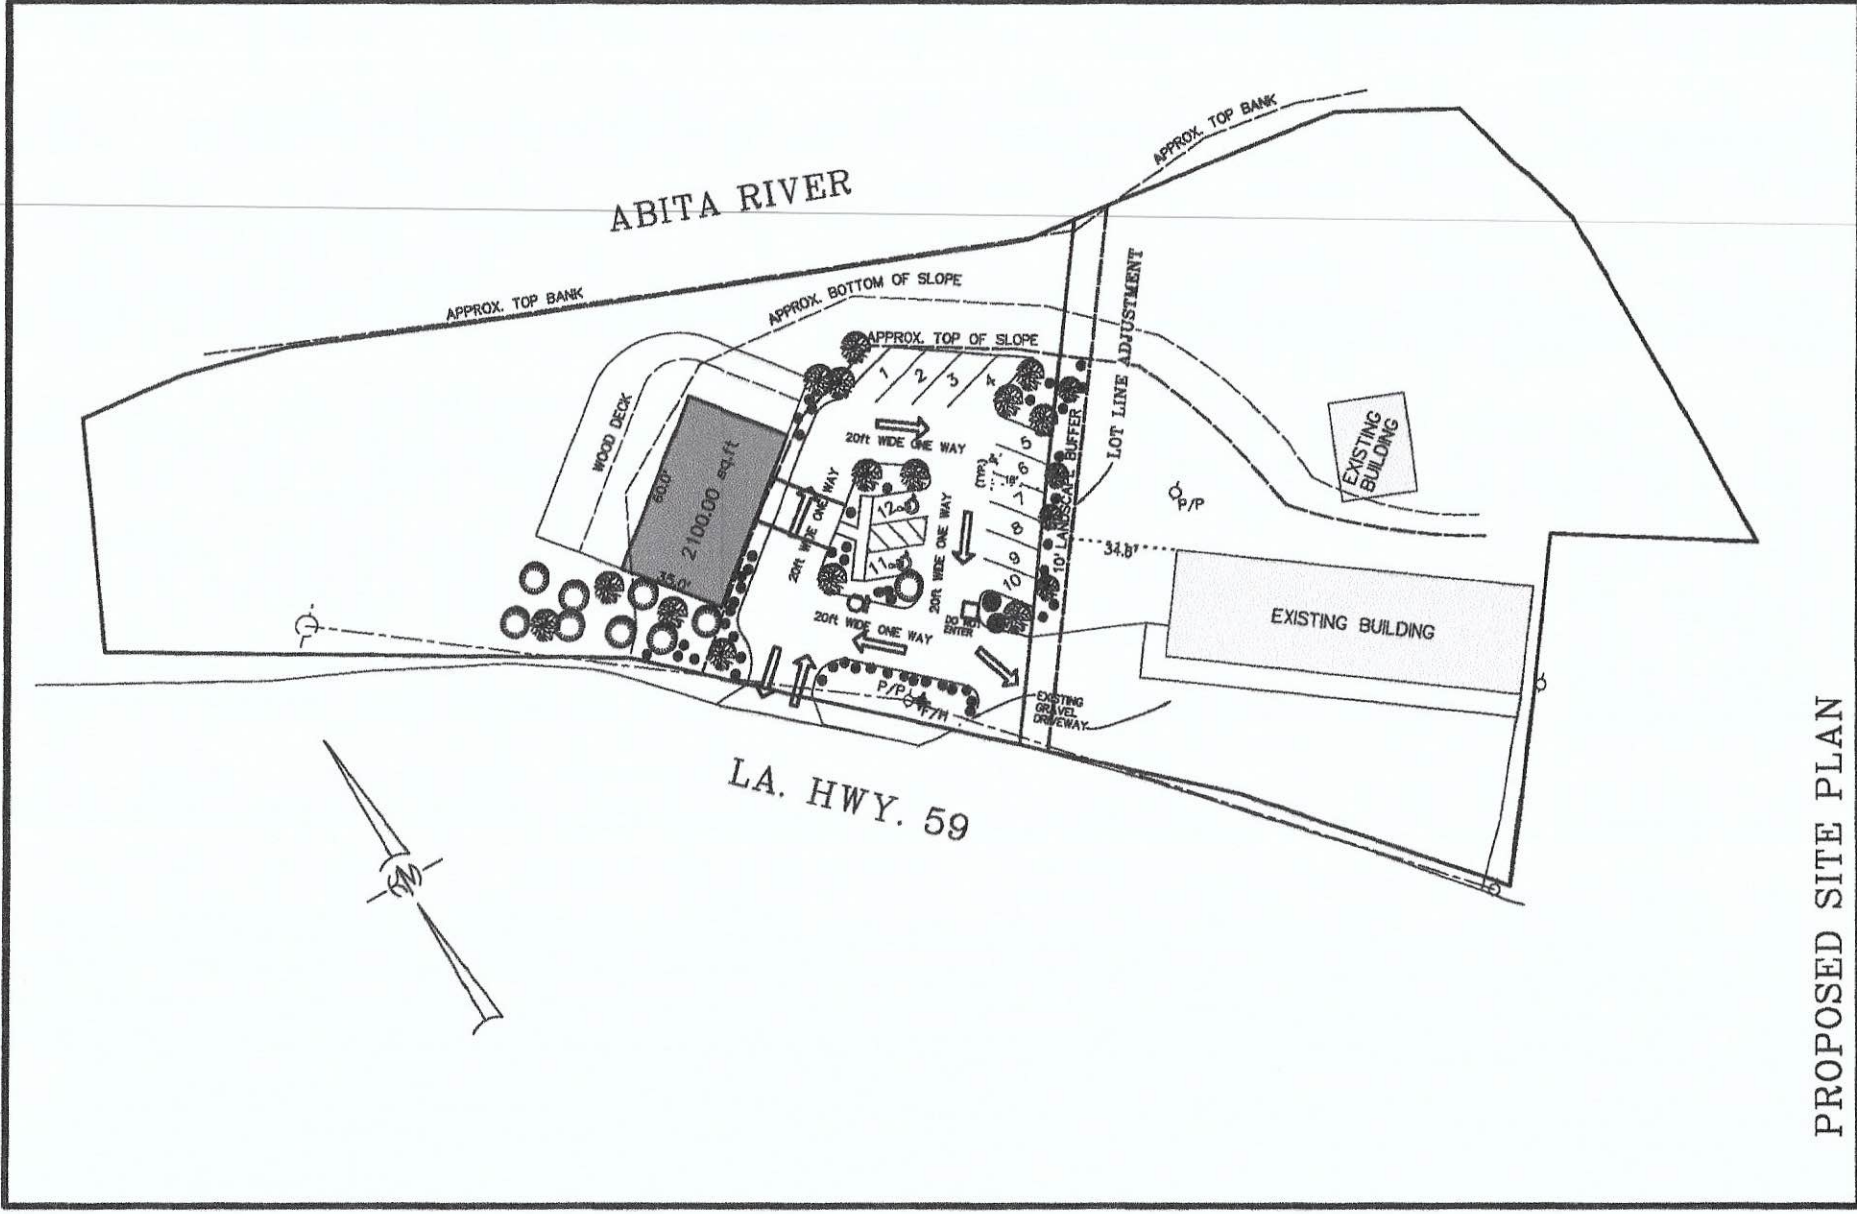 APPROX. TOP BANK
ABITA RIVER
APPROX. TOP BANK
APPROX. BOTTOM OF SLOPE
APPROX. TOP OF SLOPE
LOT LINE ADJUSTMENT
WOOD DECK
60.0'
2100.00 sq.ft
35.0'
1
2
3
4
20ft WIDE ONE WAY
5
6
7
8
9
10
(TYP.)
9'
18'
12
11
20ft WIDE ONE WAY
20ft WIDE ONE WAY
20ft WIDE ONE WAY
DO NOT
ENTER
10' LANDSCAPE BUFFER
34.8'
P/P
EXISTING
BUILDING
EXISTING BUILDING
P/P
F/H
EXISTING
GRAVEL
DRIVEWAY
LA. HWY. 59
PROPOSED SITE PLAN